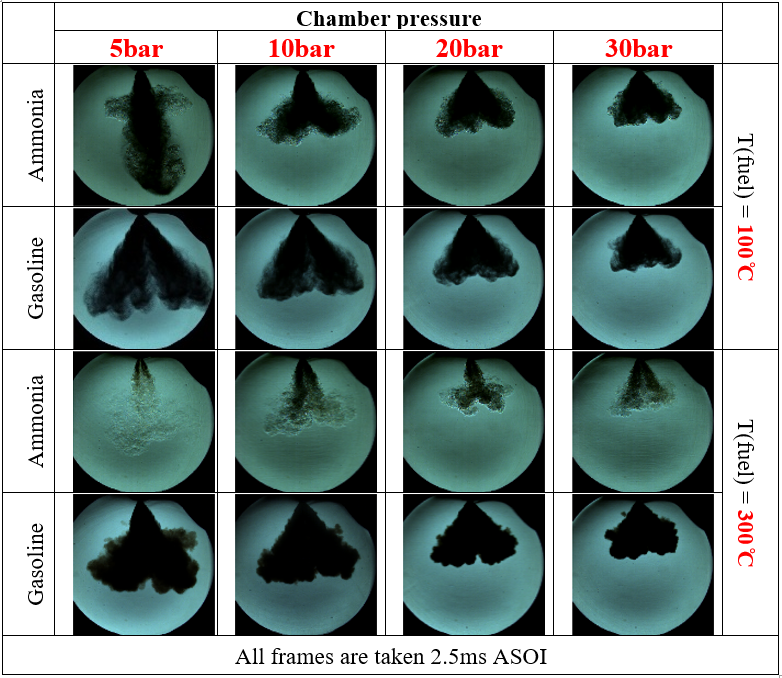 Chamber pressure
5bar
10bar
20bar
30bar
Ammonia
Gasoline
T(fuel) = 100℃
Ammonia
Gasoline
T(fuel) = 300℃
All frames are taken 2.5ms ASOI